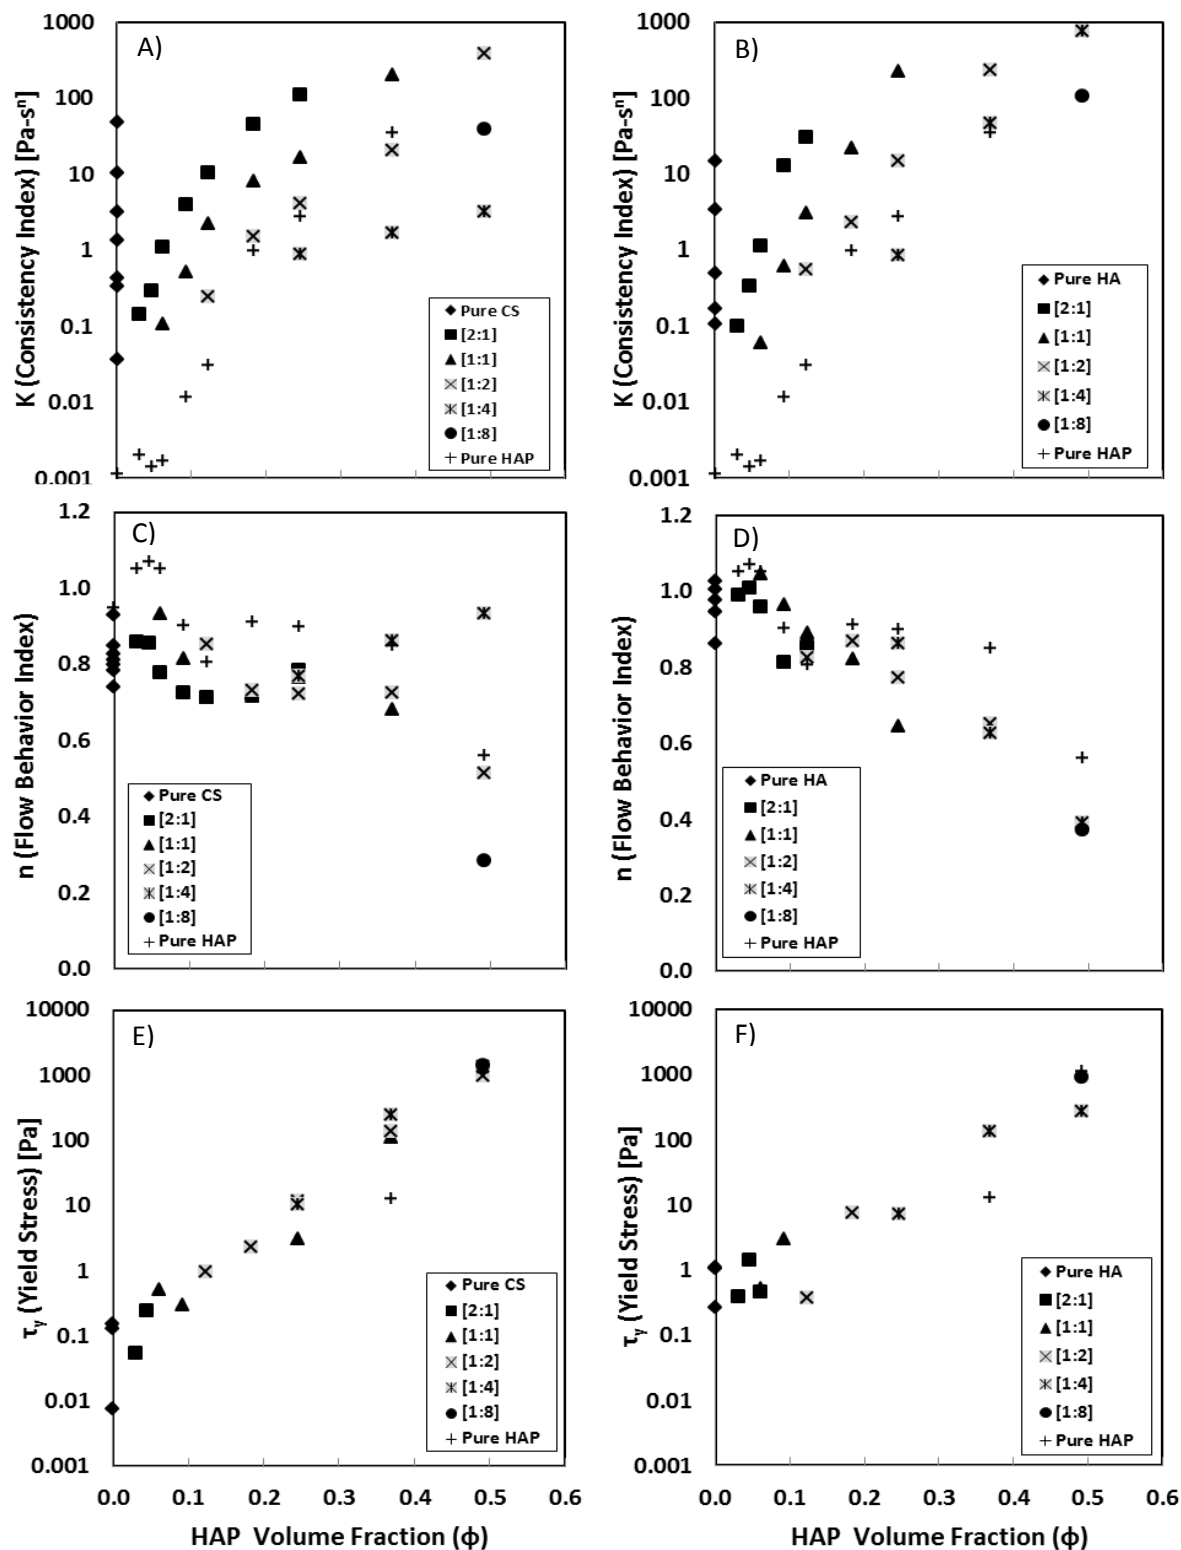 A)
K (Consistency Index) [Pa-sⁿ]
1000
100
10
1
0.1
0.01
0.001
Pure CS
[2:1]
[1:1]
[1:2]
[1:4]
[1:8]
Pure HAP
B)
K (Consistency Index) [Pa-sⁿ]
1000
100
10
1
0.1
0.01
0.001
Pure HA
[2:1]
[1:1]
[1:2]
[1:4]
[1:8]
Pure HAP
C)
n (Flow Behavior Index)
1.2
1.0
0.8
0.6
0.4
0.2
0.0
Pure CS
[2:1]
[1:1]
[1:2]
[1:4]
[1:8]
Pure HAP
D)
n (Flow Behavior Index)
1.2
1.0
0.8
0.6
0.4
0.2
0.0
Pure HA
[2:1]
[1:1]
[1:2]
[1:4]
[1:8]
Pure HAP
E)
τy (Yield Stress) [Pa]
10000
1000
100
10
1
0.1
0.01
0.001
Pure CS
[2:1]
[1:1]
[1:2]
[1:4]
[1:8]
Pure HAP
0.0 0.1 0.2 0.3 0.4 0.5 0.6
HAP Volume Fraction (ϕ)
F)
τy (Yield Stress) [Pa]
10000
1000
100
10
1
0.1
0.01
0.001
Pure HA
[2:1]
[1:1]
[1:2]
[1:4]
[1:8]
Pure HAP
0.0 0.1 0.2 0.3 0.4 0.5 0.6
HAP Volume Fraction (ϕ)